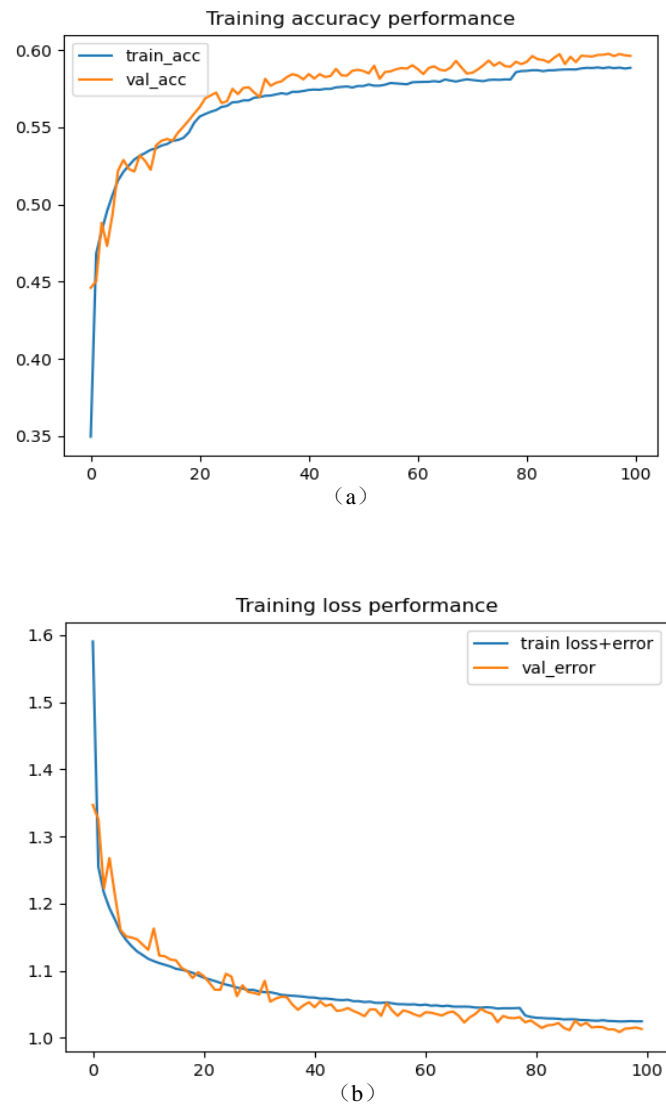 Training accuracy performance
0.60
train_acc
val_acc
0.55
0.50
0.45
0.40
0.35
0 20 40 60 80 100
（a）
Training loss performance
1.6
train loss+error
val_error
1.5
1.4
1.3
1.2
1.1
1.0
0 20 40 60 80 100
（b）